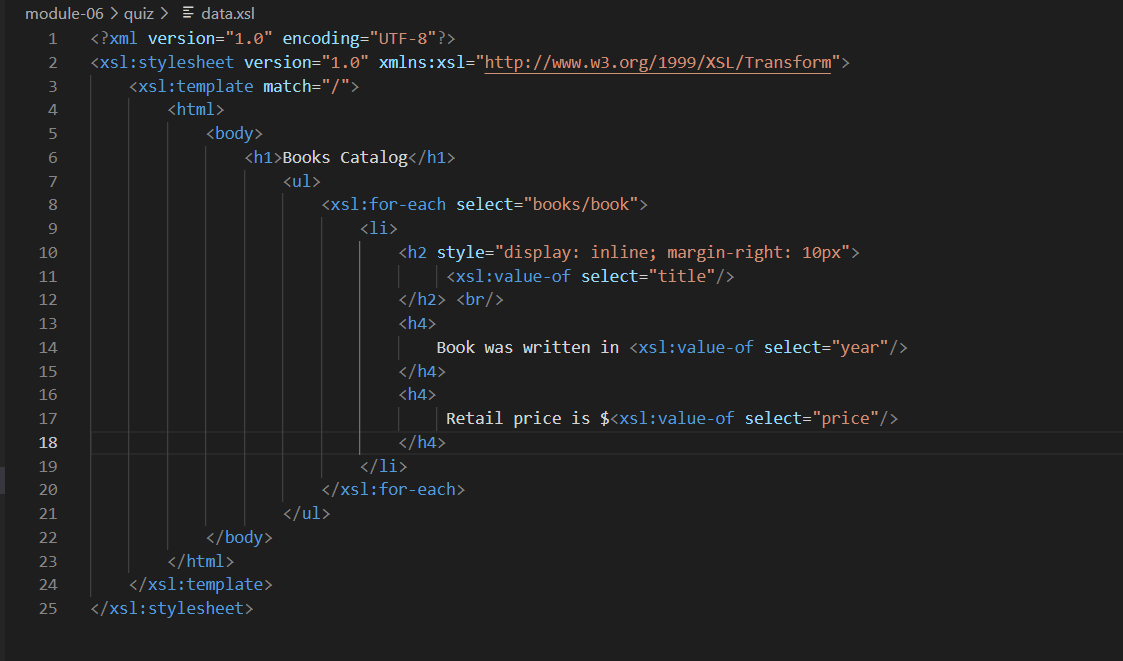 module-06 > quiz > data.xsl
1 <?xml version="1.0" encoding="UTF-8"?>
2 <xsl:stylesheet version="1.0" xmlns:xsl="http://www.w3.org/1999/XSL/Transform">
3     <xsl:template match="/">
4         <html>
5             <body>
6                 <h1>Books Catalog</h1>
7                     <ul>
8                         <xsl:for-each select="books/book">
9                             <li>
10                                 <h2 style="display: inline; margin-right: 10px">
11                                      <xsl:value-of select="title"/>
12                                 </h2> <br/>
13                                 <h4>
14                                     Book was written in <xsl:value-of select="year"/>
15                                 </h4>
16                                 <h4>
17                                      Retail price is $<xsl:value-of select="price"/>
18                                 </h4>
19                             </li>
20                         </xsl:for-each>
21                     </ul>
22             </body>
23         </html>
24     </xsl:template>
25 </xsl:stylesheet>